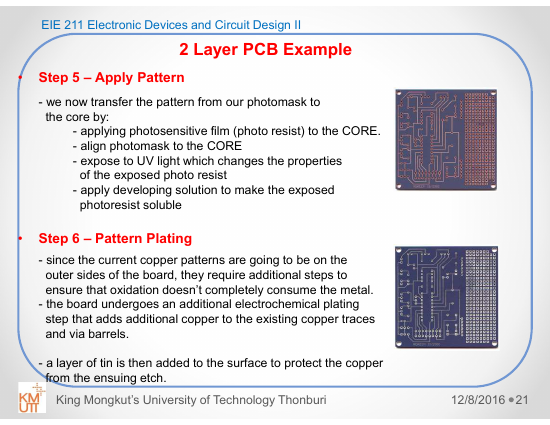 EIE 211 Electronic Devices and Circuit Design II
2 Layer PCB Example
• Step 5 – Apply Pattern
- we now transfer the pattern from our photomask to
the core by:
- applying photosensitive film (photo resist) to the CORE.
- align photomask to the CORE
- expose to UV light which changes the properties
of the exposed photo resist
- apply developing solution to make the exposed
photoresist soluble
• Step 6 – Pattern Plating
- since the current copper patterns are going to be on the
outer sides of the board, they require additional steps to
ensure that oxidation doesn't completely consume the metal.
- the board undergoes an additional electrochemical plating
step that adds additional copper to the existing copper traces
and via barrels.
- a layer of tin is then added to the surface to protect the copper
from the ensuing etch.
KM
UTT
King Mongkut's University of Technology Thonburi
12/8/2016 ●21